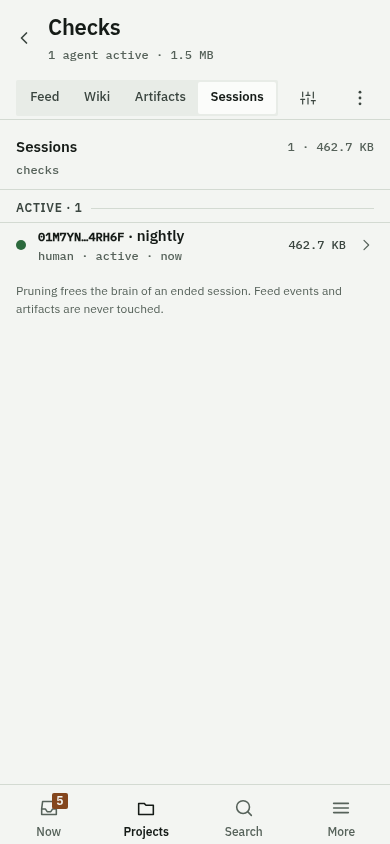 Checks
1 agent active · 1.5 MB
Feed Wiki Artifacts Sessions
Sessions 1 · 462.7 KB
checks
ACTIVE · 1
01M7YN…4RH6F · nightly 462.7 KB
human · active · now
Pruning frees the brain of an ended session. Feed events and
artifacts are never touched.
5
Now Projects Search More